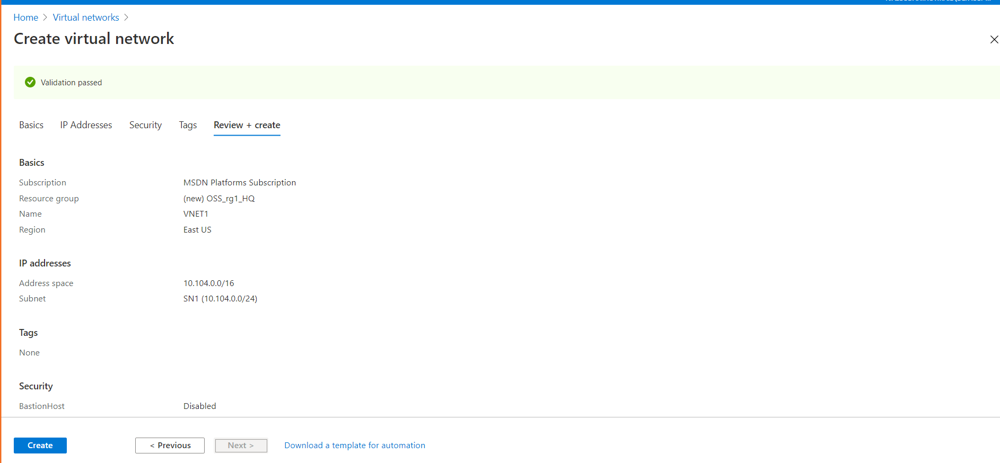 Home > Virtual networks >
Create virtual network
Validation passed
Basics IP Addresses Security Tags Review + create
Basics
Subscription MSDN Platforms Subscription
Resource group (new) OSS_rg1_HQ
Name VNET1
Region East US
IP addresses
Address space 10.104.0.0/16
Subnet SN1 (10.104.0.0/24)
Tags
None
Security
BastionHost Disabled
Create < Previous Next > Download a template for automation